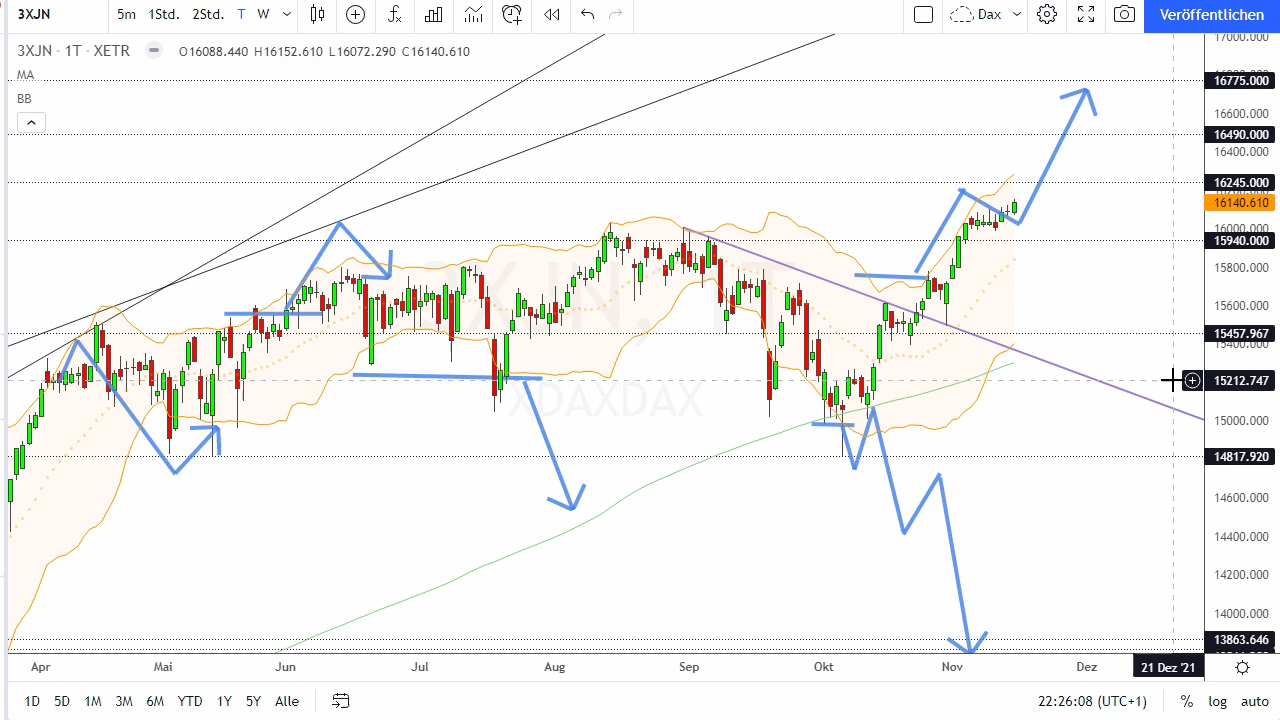 3XJN 5m 1Std. 2Std. T W Dax Veröffentlichen
3XJN · 1T · XETR O16088.440 H16152.610 L16072.290 C16140.610
MA
BB
3XJN, 1T
XDAXDAX
17000.000
16775.000
16600.000
16490.000
16400.000
16245.000
16140.610
16000.000
15940.000
15800.000
15600.000
15457.967
15400.000
15212.747
15000.000
14817.920
14600.000
14400.000
14200.000
14000.000
13863.646
Apr Mai Jun Jul Aug Sep Okt Nov Dez 21 Dez '21
1D 5D 1M 3M 6M YTD 1Y 5Y Alle 22:26:08 (UTC+1) % log auto